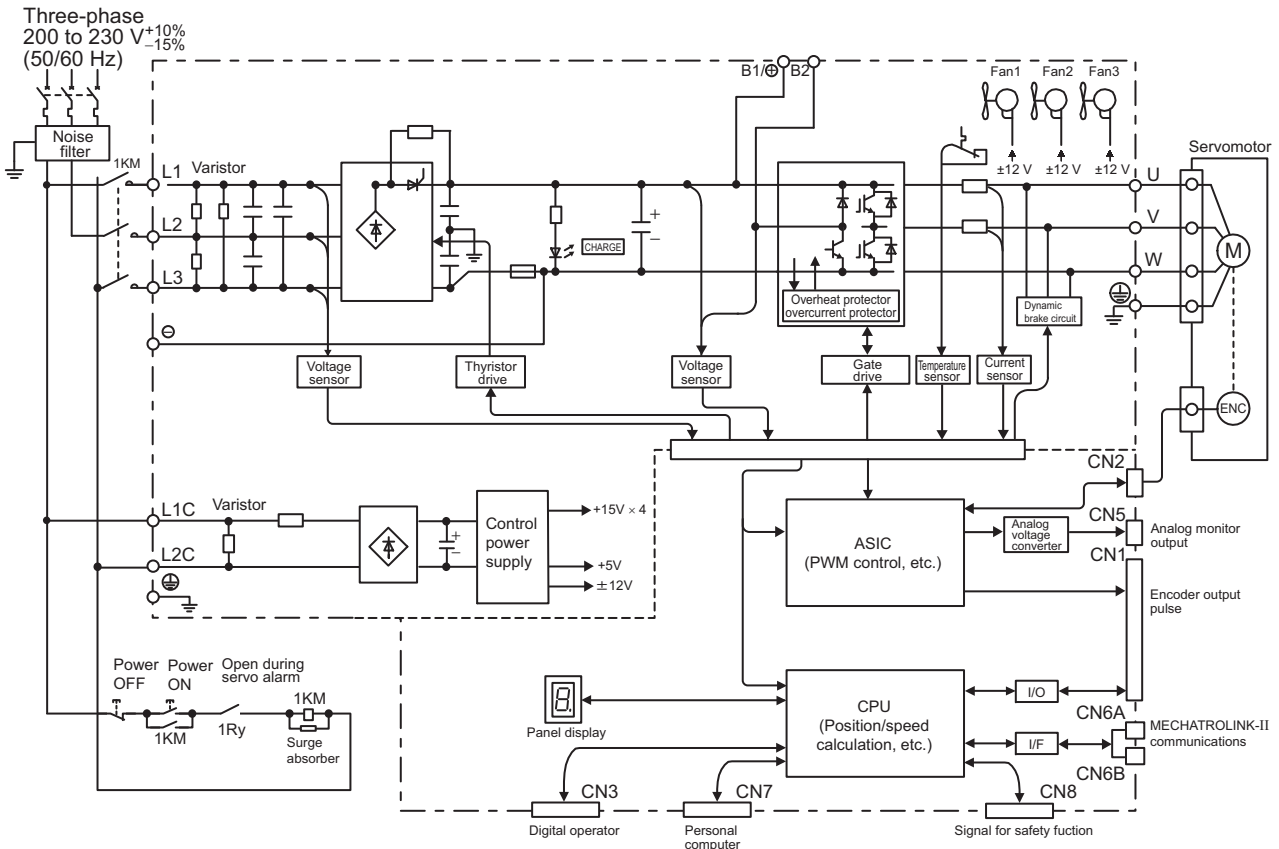 Three-phase
200 to 230 V +10%
−15%
(50/60 Hz)
Noise
filter
1KM
L1
Varistor
L2
L3
⊖
B1/⊕
B2
Fan1
Fan2
Fan3
±12 V
±12 V
±12 V
Servomotor
U
V
W
M
ENC
CHARGE
+
−
Overheat protector
overcurrent protector
Dynamic
brake circuit
Voltage
sensor
Thyristor
drive
Voltage
sensor
Gate
drive
Temperature
sensor
Current
sensor
L1C
Varistor
L2C
+
−
Control
power
supply
+15V × 4
+5V
±12V
ASIC
(PWM control, etc.)
Analog
voltage
converter
CN2
CN5
Analog monitor
output
CN1
Encoder output
pulse
Power
OFF
Power
ON
Open during
servo alarm
1KM
1KM
1Ry
Surge
absorber
8.
Panel display
CPU
(Position/speed
calculation, etc.)
I/O
I/F
CN6A
MECHATROLINK-II
communications
CN6B
CN3
CN7
CN8
Digital operator
Personal
computer
Signal for safety fuction